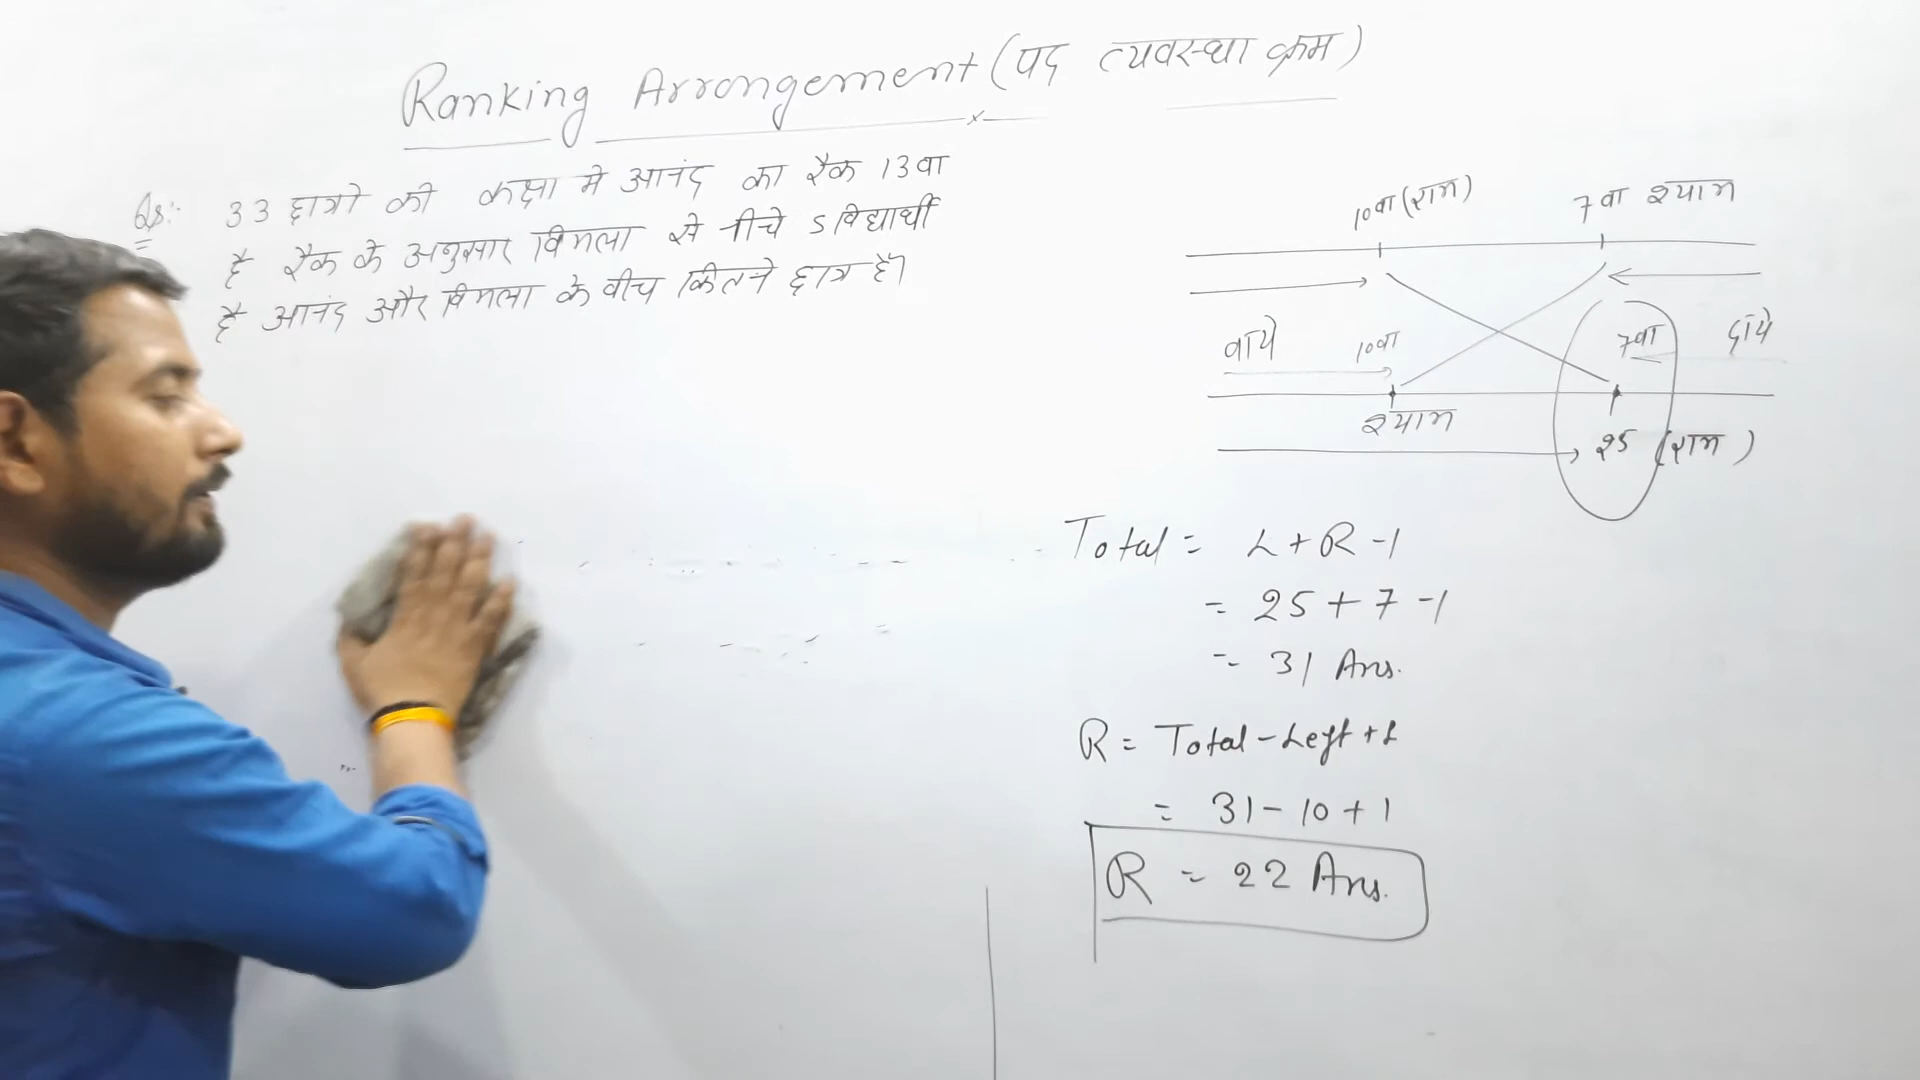 Ranking Arrangement (पद व्यवस्था क्रम)
Qs:- 33 छात्रो की कक्षा मे आनंद का रैंक 13वा
है रैंक के अनुसार विमला से नीचे 5 विद्यार्थी
है आनंद और विमला के बीच कितने छात्र है।
10वा (राम) 7वा श्याम
बाये 10वा 7वा दाये
श्याम 25 (राम)
Total = L + R - 1
= 25 + 7 - 1
= 31 Ans.
R = Total - Left + 1
= 31 - 10 + 1
R = 22 Ans.